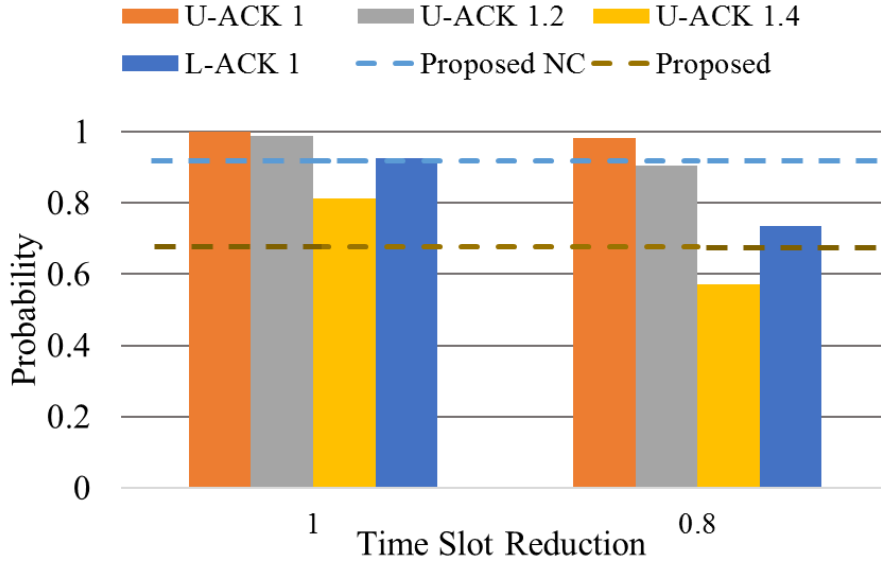 U-ACK 1 U-ACK 1.2 U-ACK 1.4
L-ACK 1 Proposed NC Proposed
1
0.8
0.6
0.4
0.2
0
Probability
1 0.8
Time Slot Reduction